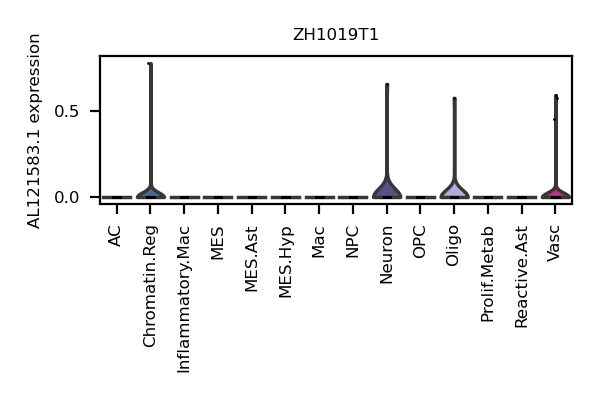 ZH1019T1
AL121583.1 expression
0.5
0.0
AC
Chromatin.Reg
Inflammatory.Mac
MES
MES.Ast
MES.Hyp
Mac
NPC
Neuron
OPC
Oligo
Prolif.Metab
Reactive.Ast
Vasc